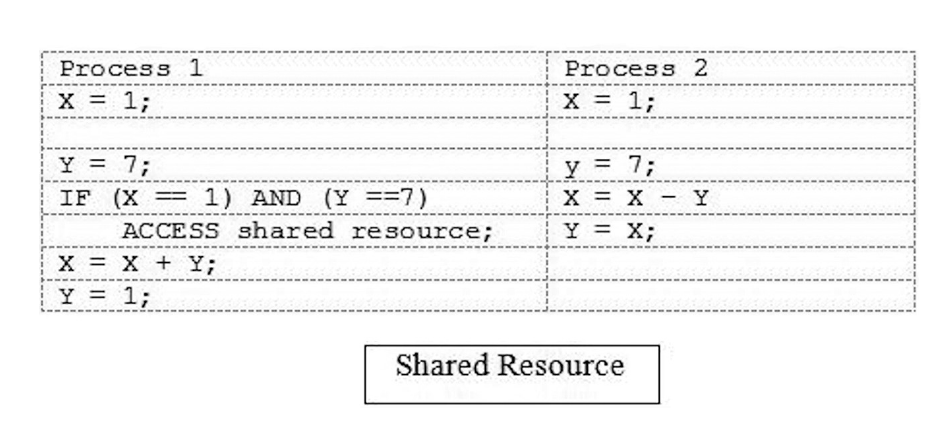 Process 1 Process 2
X = 1; X = 1;
Y = 7; y = 7;
IF (X == 1) AND (Y ==7) X = X - Y
ACCESS shared resource; Y = X;
X = X + Y;
Y = 1;
Shared Resource